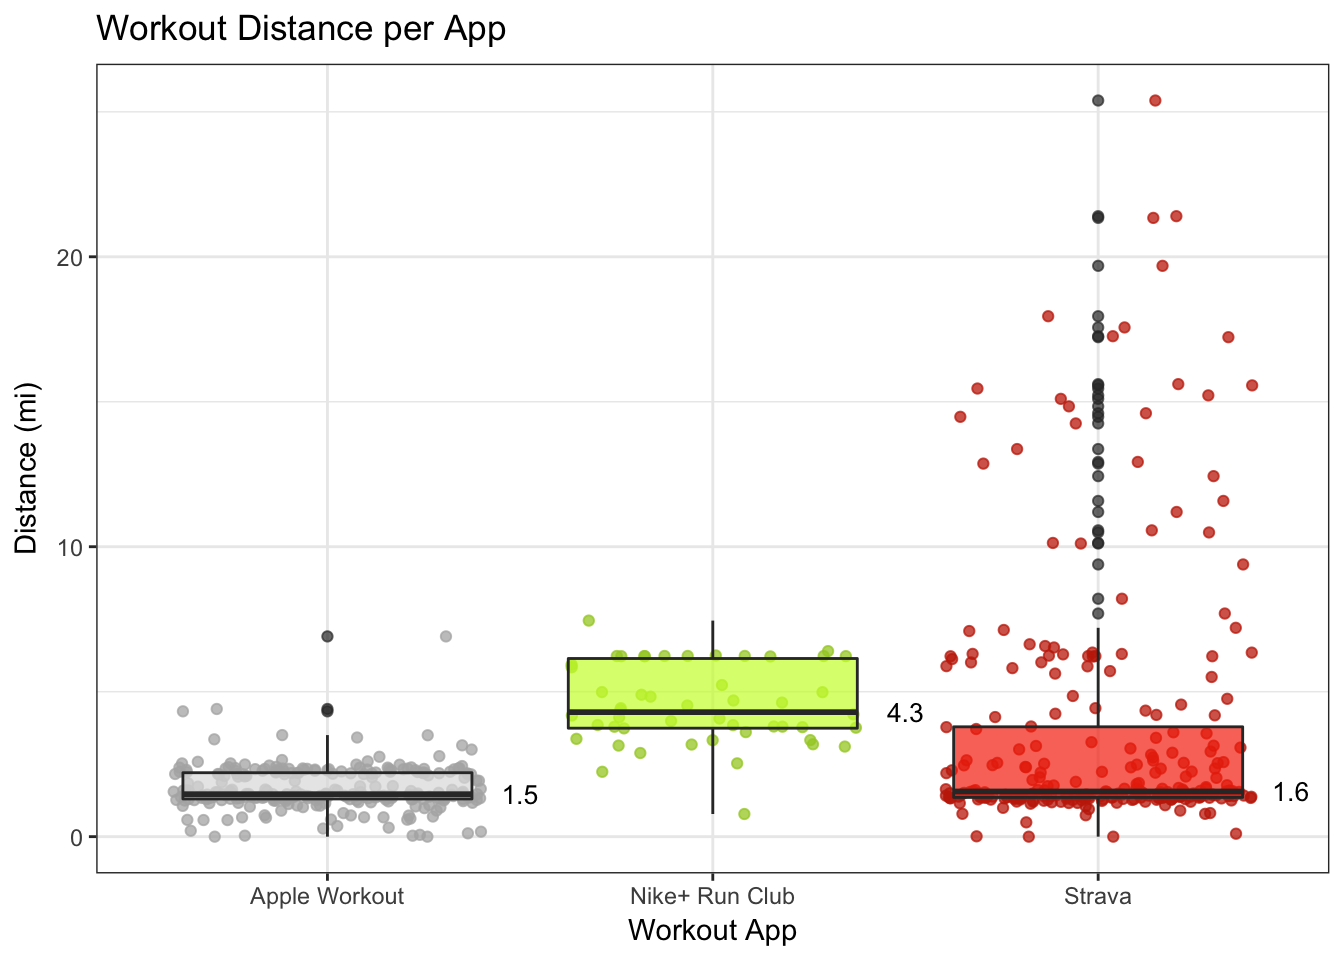 Workout Distance per App
20
10
0
Distance (mi)
1.5
4.3
1.6
Apple Workout
Nike+ Run Club
Strava
Workout App